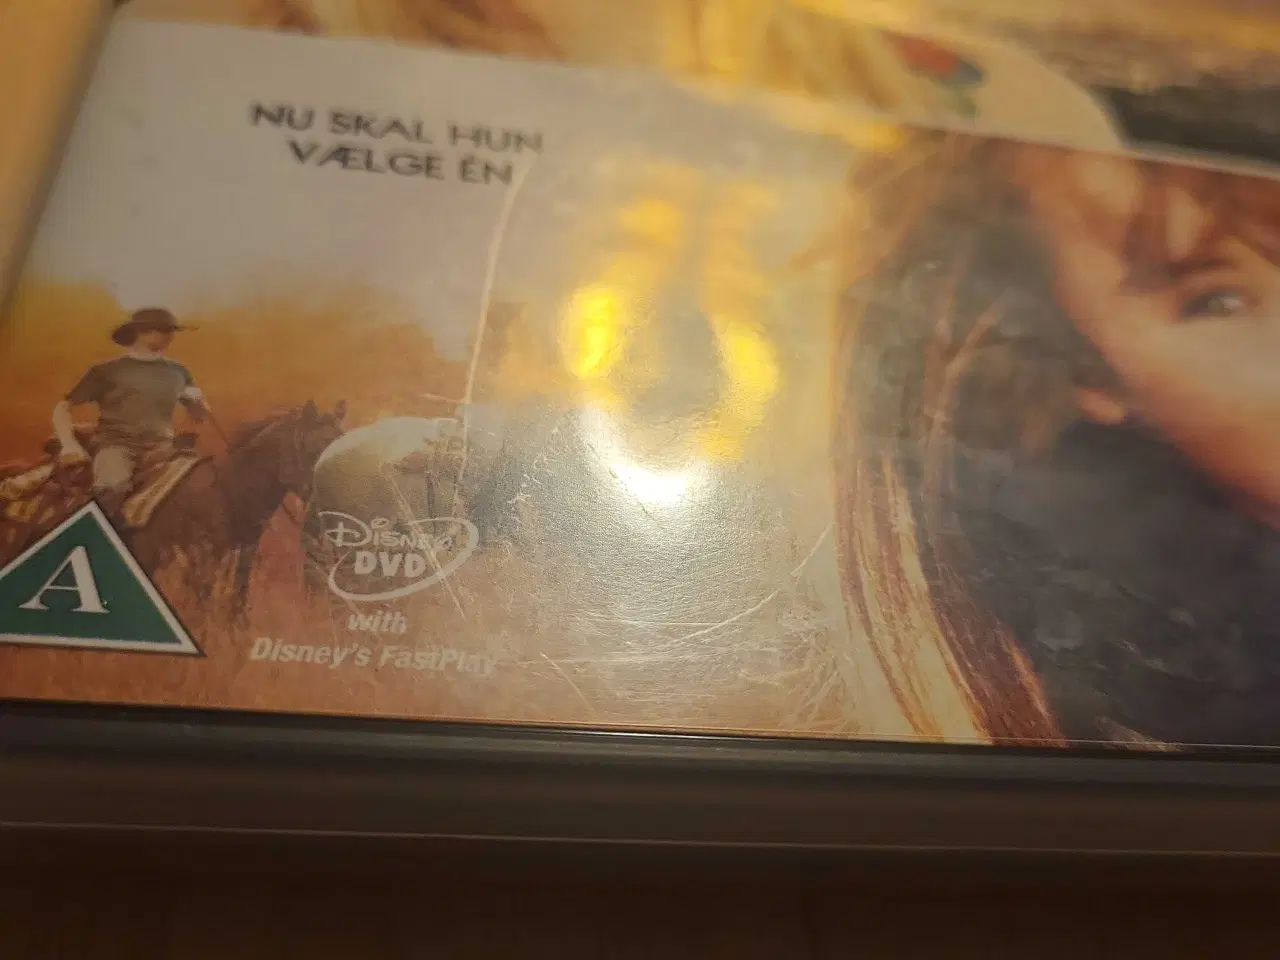 NU SKAL HUN
VÆLGE ÉN
A
DISNEY
DVD
with
Disney's FastPlay